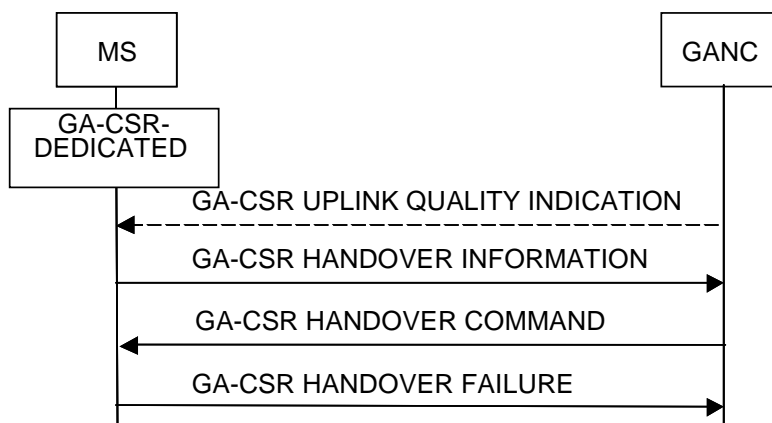 MS
GANC
GA-CSR-
DEDICATED
GA-CSR UPLINK QUALITY INDICATION
GA-CSR HANDOVER INFORMATION
GA-CSR HANDOVER COMMAND
GA-CSR HANDOVER FAILURE